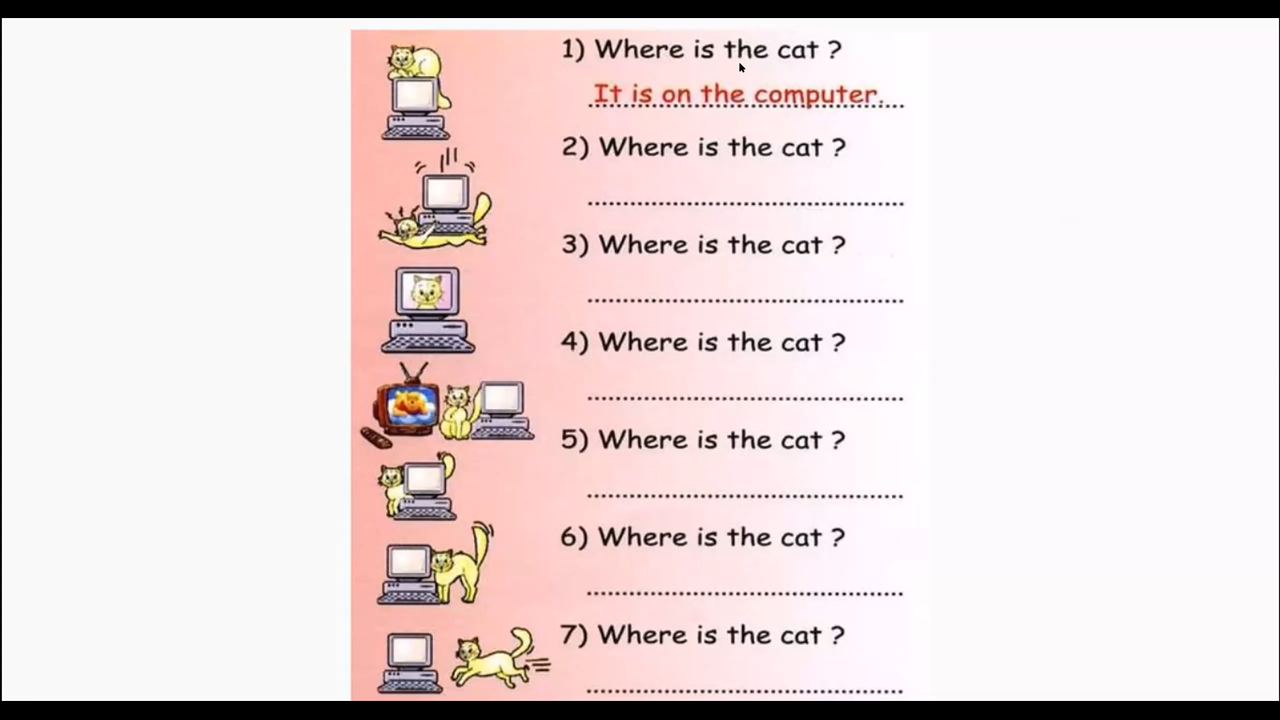 1) Where is the cat ?
It is on the computer.
2) Where is the cat ?
3) Where is the cat ?
4) Where is the cat ?
5) Where is the cat ?
6) Where is the cat ?
7) Where is the cat ?